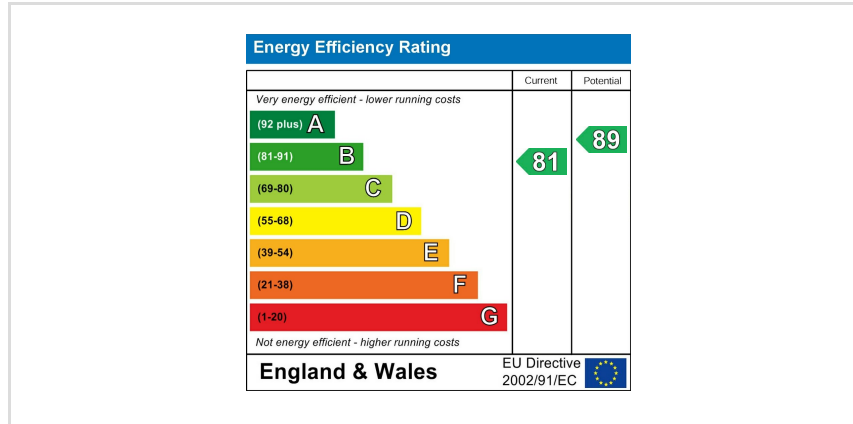 Energy Efficiency Rating
Current Potential
Very energy efficient - lower running costs
(92 plus) A
(81-91) B
(69-80) C
(55-68) D
(39-54) E
(21-38) F
(1-20) G
81
89
Not energy efficient - higher running costs
England & Wales
EU Directive
2002/91/EC